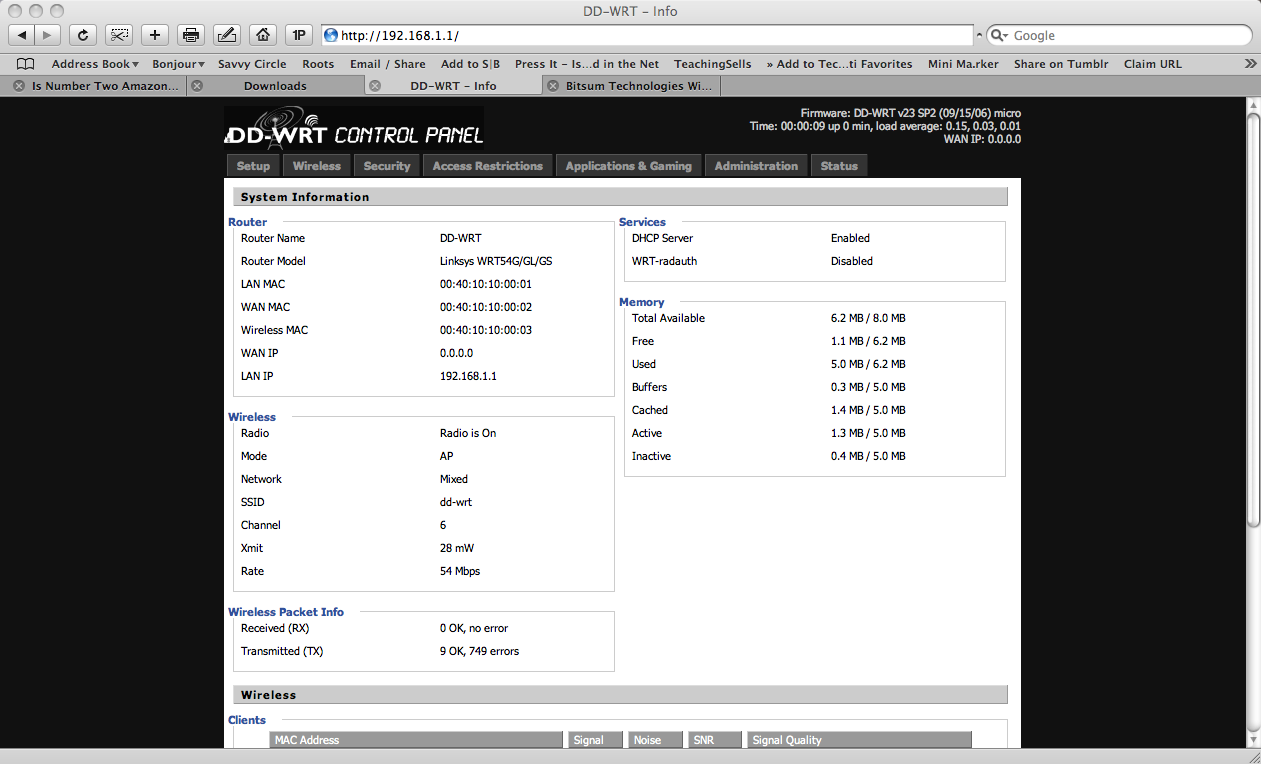 DD-WRT - Info
1P
http://192.168.1.1/
Google
Address Book Bonjour Savvy Circle Roots Email / Share Add to S|B Press It - Is...d in the Net TeachingSells » Add to Tec...ti Favorites Mini Ma.rker Share on Tumblr Claim URL
Is Number Two Amazon... Downloads DD-WRT - Info Bitsum Technologies Wi...
DD-WRT CONTROL PANEL
Firmware: DD-WRT v23 SP2 (09/15/06) micro
Time: 00:00:09 up 0 min, load average: 0.15, 0.03, 0.01
WAN IP: 0.0.0.0
Setup Wireless Security Access Restrictions Applications & Gaming Administration Status
System Information
Router
Router Name DD-WRT
Router Model Linksys WRT54G/GL/GS
LAN MAC 00:40:10:10:00:01
WAN MAC 00:40:10:10:00:02
Wireless MAC 00:40:10:10:00:03
WAN IP 0.0.0.0
LAN IP 192.168.1.1
Wireless
Radio Radio is On
Mode AP
Network Mixed
SSID dd-wrt
Channel 6
Xmit 28 mW
Rate 54 Mbps
Wireless Packet Info
Received (RX) 0 OK, no error
Transmitted (TX) 9 OK, 749 errors
Services
DHCP Server Enabled
WRT-radauth Disabled
Memory
Total Available 6.2 MB / 8.0 MB
Free 1.1 MB / 6.2 MB
Used 5.0 MB / 6.2 MB
Buffers 0.3 MB / 5.0 MB
Cached 1.4 MB / 5.0 MB
Active 1.3 MB / 5.0 MB
Inactive 0.4 MB / 5.0 MB
Wireless
Clients
MAC Address Signal Noise SNR Signal Quality